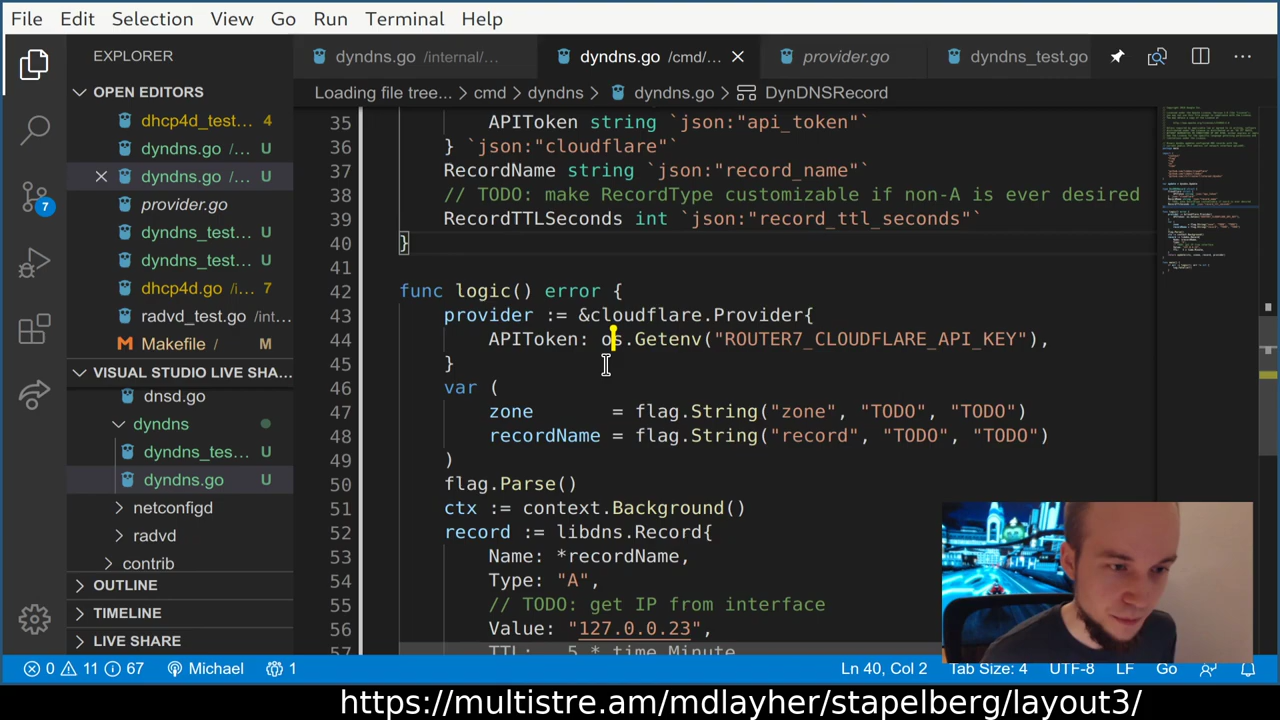 File Edit Selection View Go Run Terminal Help
EXPLORER
dyndns.go /internal/...
dyndns.go /cmd/...
provider.go
dyndns_test.go
OPEN EDITORS
Loading file tree... > cmd > dyndns > dyndns.go > DynDNSRecord
dhcp4d_test... 4
dyndns.go /... U
dyndns.go /... U
provider.go
dyndns_test... U
dyndns_test... U
dhcp4d.go /i... 7
radvd_test.go /int...
Makefile / M
VISUAL STUDIO LIVE SHA...
dnsd.go
dyndns
dyndns_tes... U
dyndns.go U
netconfigd
radvd
contrib
OUTLINE
TIMELINE
LIVE SHARE
7
35 APIToken string `json:"api_token"`
36 } `json:"cloudflare"`
37 RecordName string `json:"record_name"`
38 // TODO: make RecordType customizable if non-A is ever desired
39 RecordTTLSeconds int `json:"record_ttl_seconds"`
40 }
41
42 func logic() error {
43 provider := &cloudflare.Provider{
44 APIToken: os.Getenv("ROUTER7_CLOUDFLARE_API_KEY"),
45 }
46 var (
47 zone = flag.String("zone", "TODO", "TODO")
48 recordName = flag.String("record", "TODO", "TODO")
49 )
50 flag.Parse()
51 ctx := context.Background()
52 record := libdns.Record{
53 Name: *recordName,
54 Type: "A",
55 // TODO: get IP from interface
56 Value: "127.0.0.23",
57 TTL: 5 * time.Minute
0 11 67 Michael 1 Ln 40, Col 2 Tab Size: 4 UTF-8 LF Go
https://multistre.am/mdlayher/stapelberg/layout3/